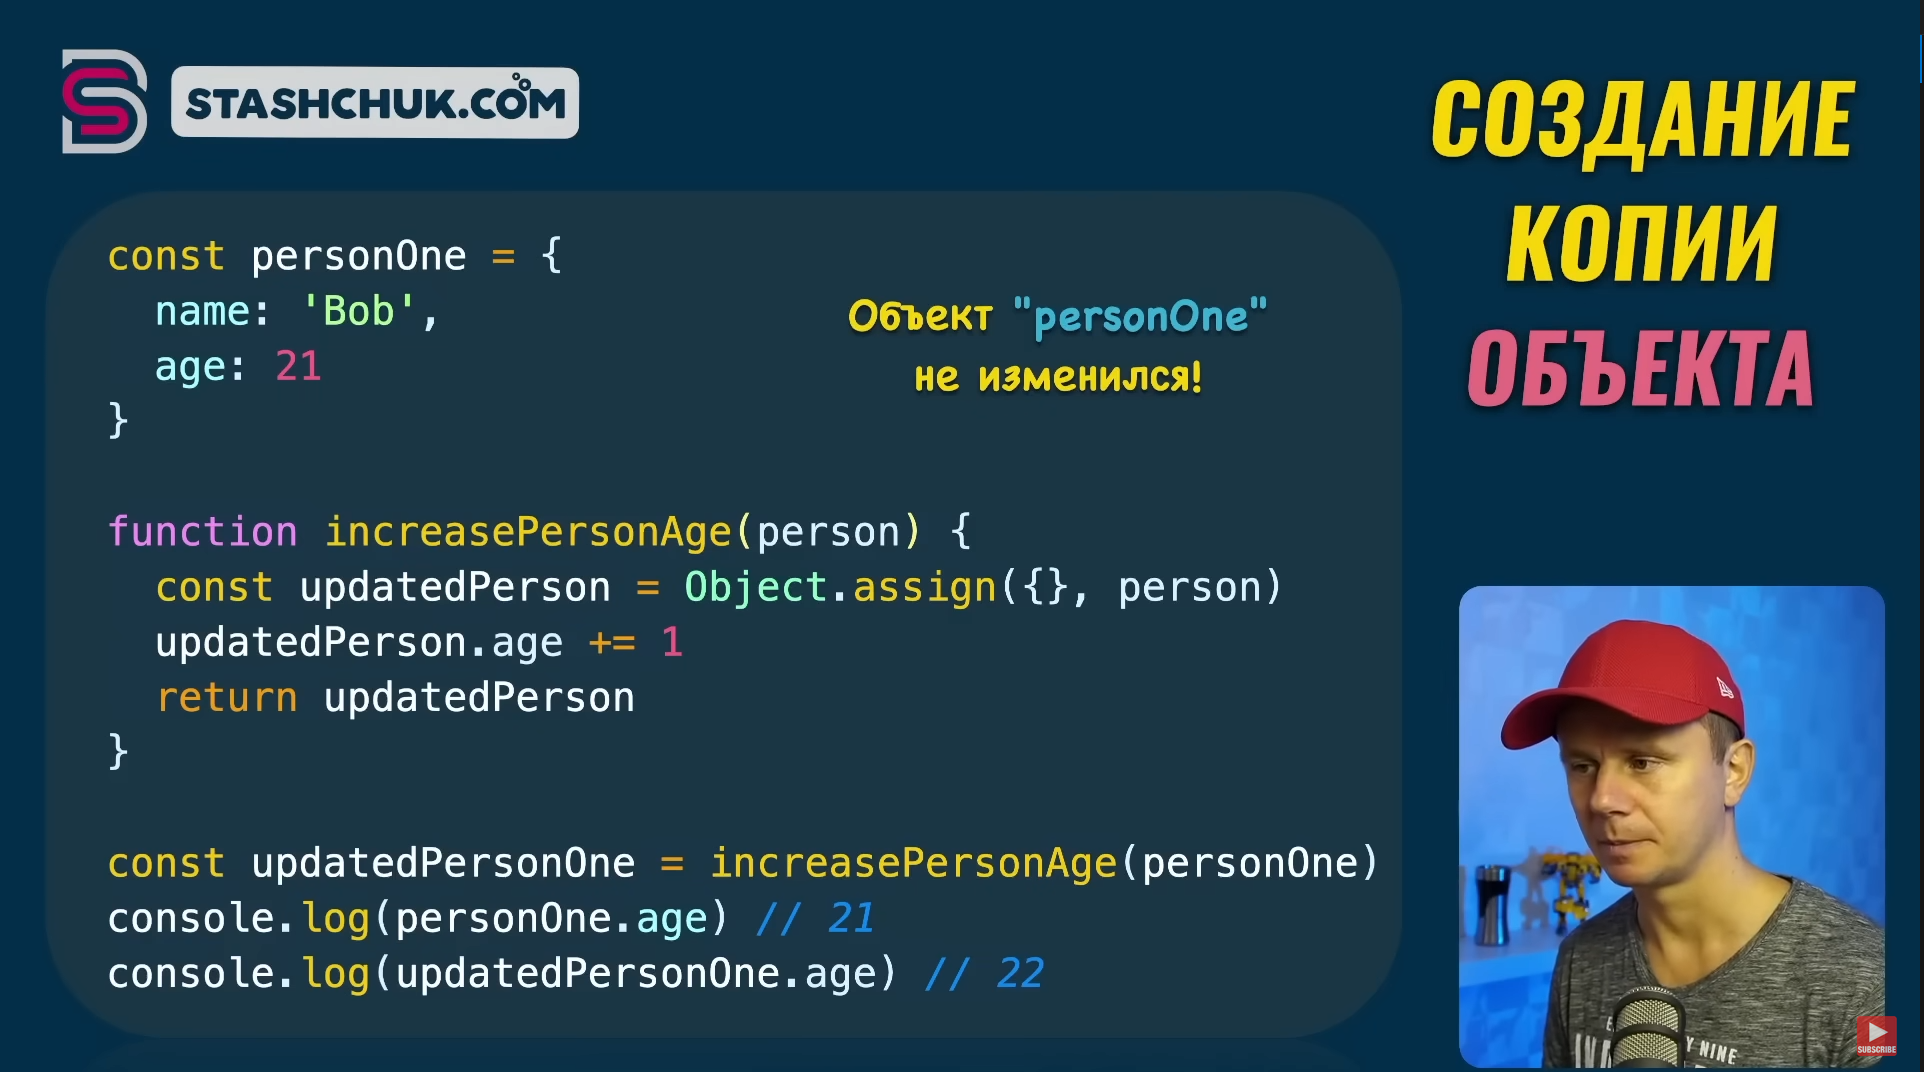 STASHCHUK.COM
СОЗДАНИЕ
КОПИИ
ОБЪЕКТА
const personOne = {
  name: 'Bob',
  age: 21
}
Объект "personOne"
не изменился!
function increasePersonAge(person) {
  const updatedPerson = Object.assign({}, person)
  updatedPerson.age += 1
  return updatedPerson
}
const updatedPersonOne = increasePersonAge(personOne)
console.log(personOne.age) // 21
console.log(updatedPersonOne.age) // 22
SUBSCRIBE